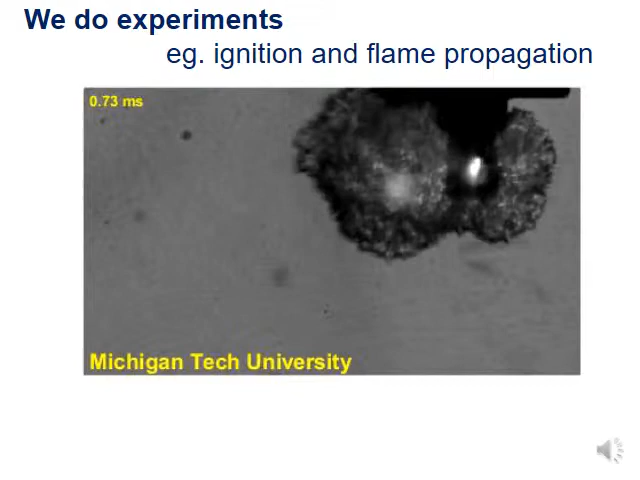 We do experiments
eg. ignition and flame propagation
0.73 ms
Michigan Tech University